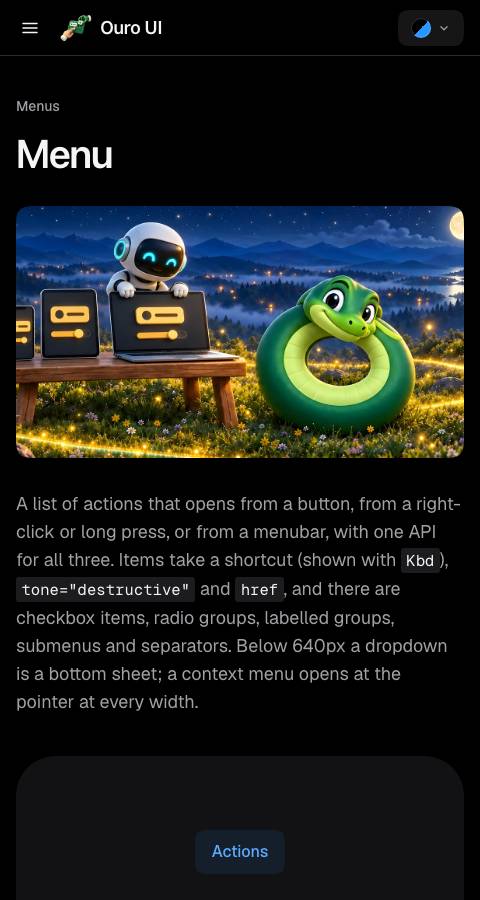 Ouro UI
Menus
Menu
A list of actions that opens from a button, from a right-
click or long press, or from a menubar, with one API
for all three. Items take a shortcut (shown with Kbd),
tone="destructive" and href, and there are
checkbox items, radio groups, labelled groups,
submenus and separators. Below 640px a dropdown
is a bottom sheet; a context menu opens at the
pointer at every width.
Actions